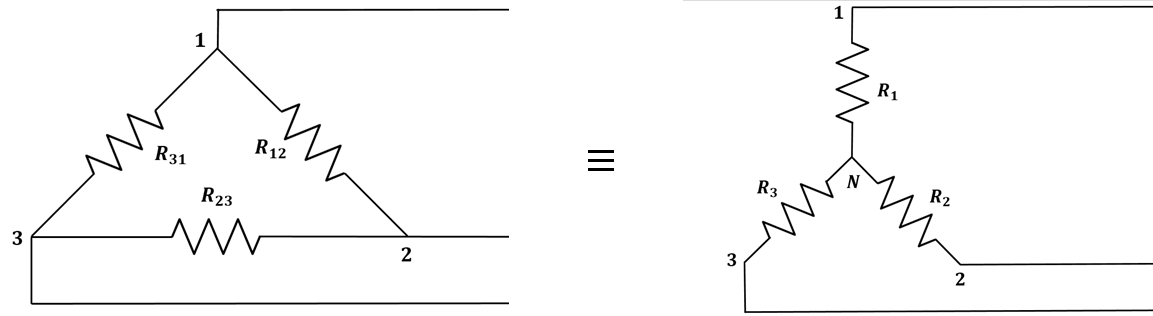 1
R₃₁
R₁₂
R₂₃
3
2
≡
1
R₁
N
R₃
R₂
3
2